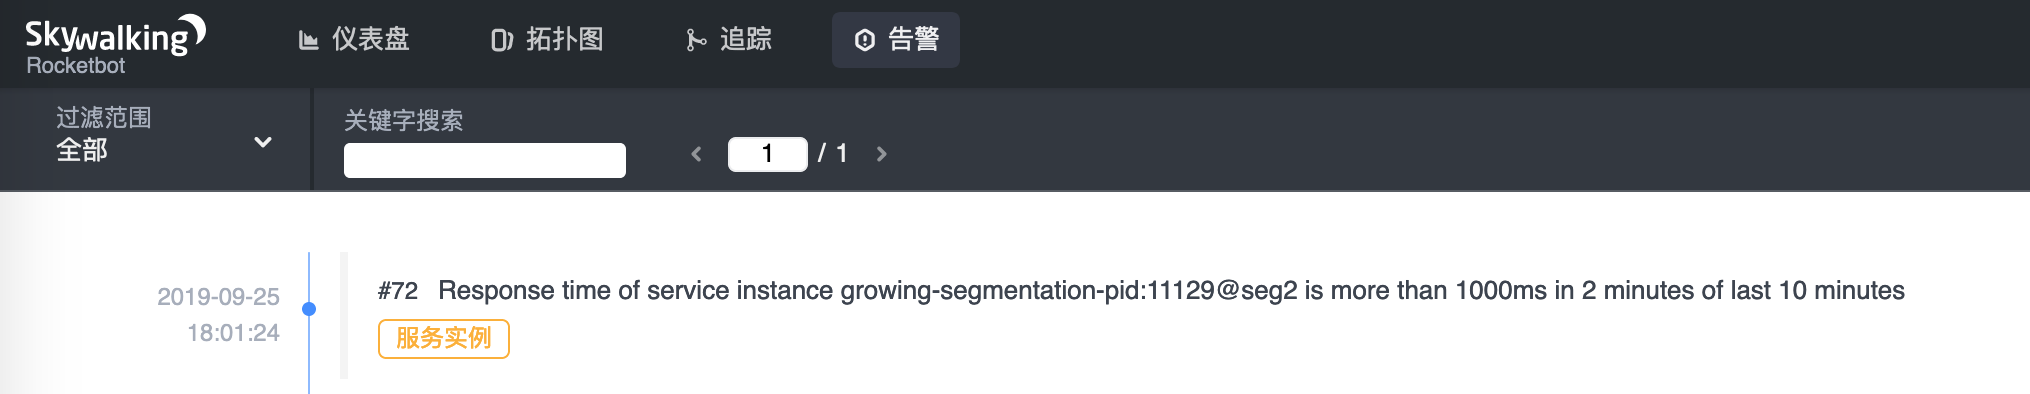 Skywalking
Rocketbot
仪表盘
拓扑图
追踪
告警
过滤范围
全部
关键字搜索
1 / 1
2019-09-25
18:01:24
#72 Response time of service instance growing-segmentation-pid:11129@seg2 is more than 1000ms in 2 minutes of last 10 minutes
服务实例